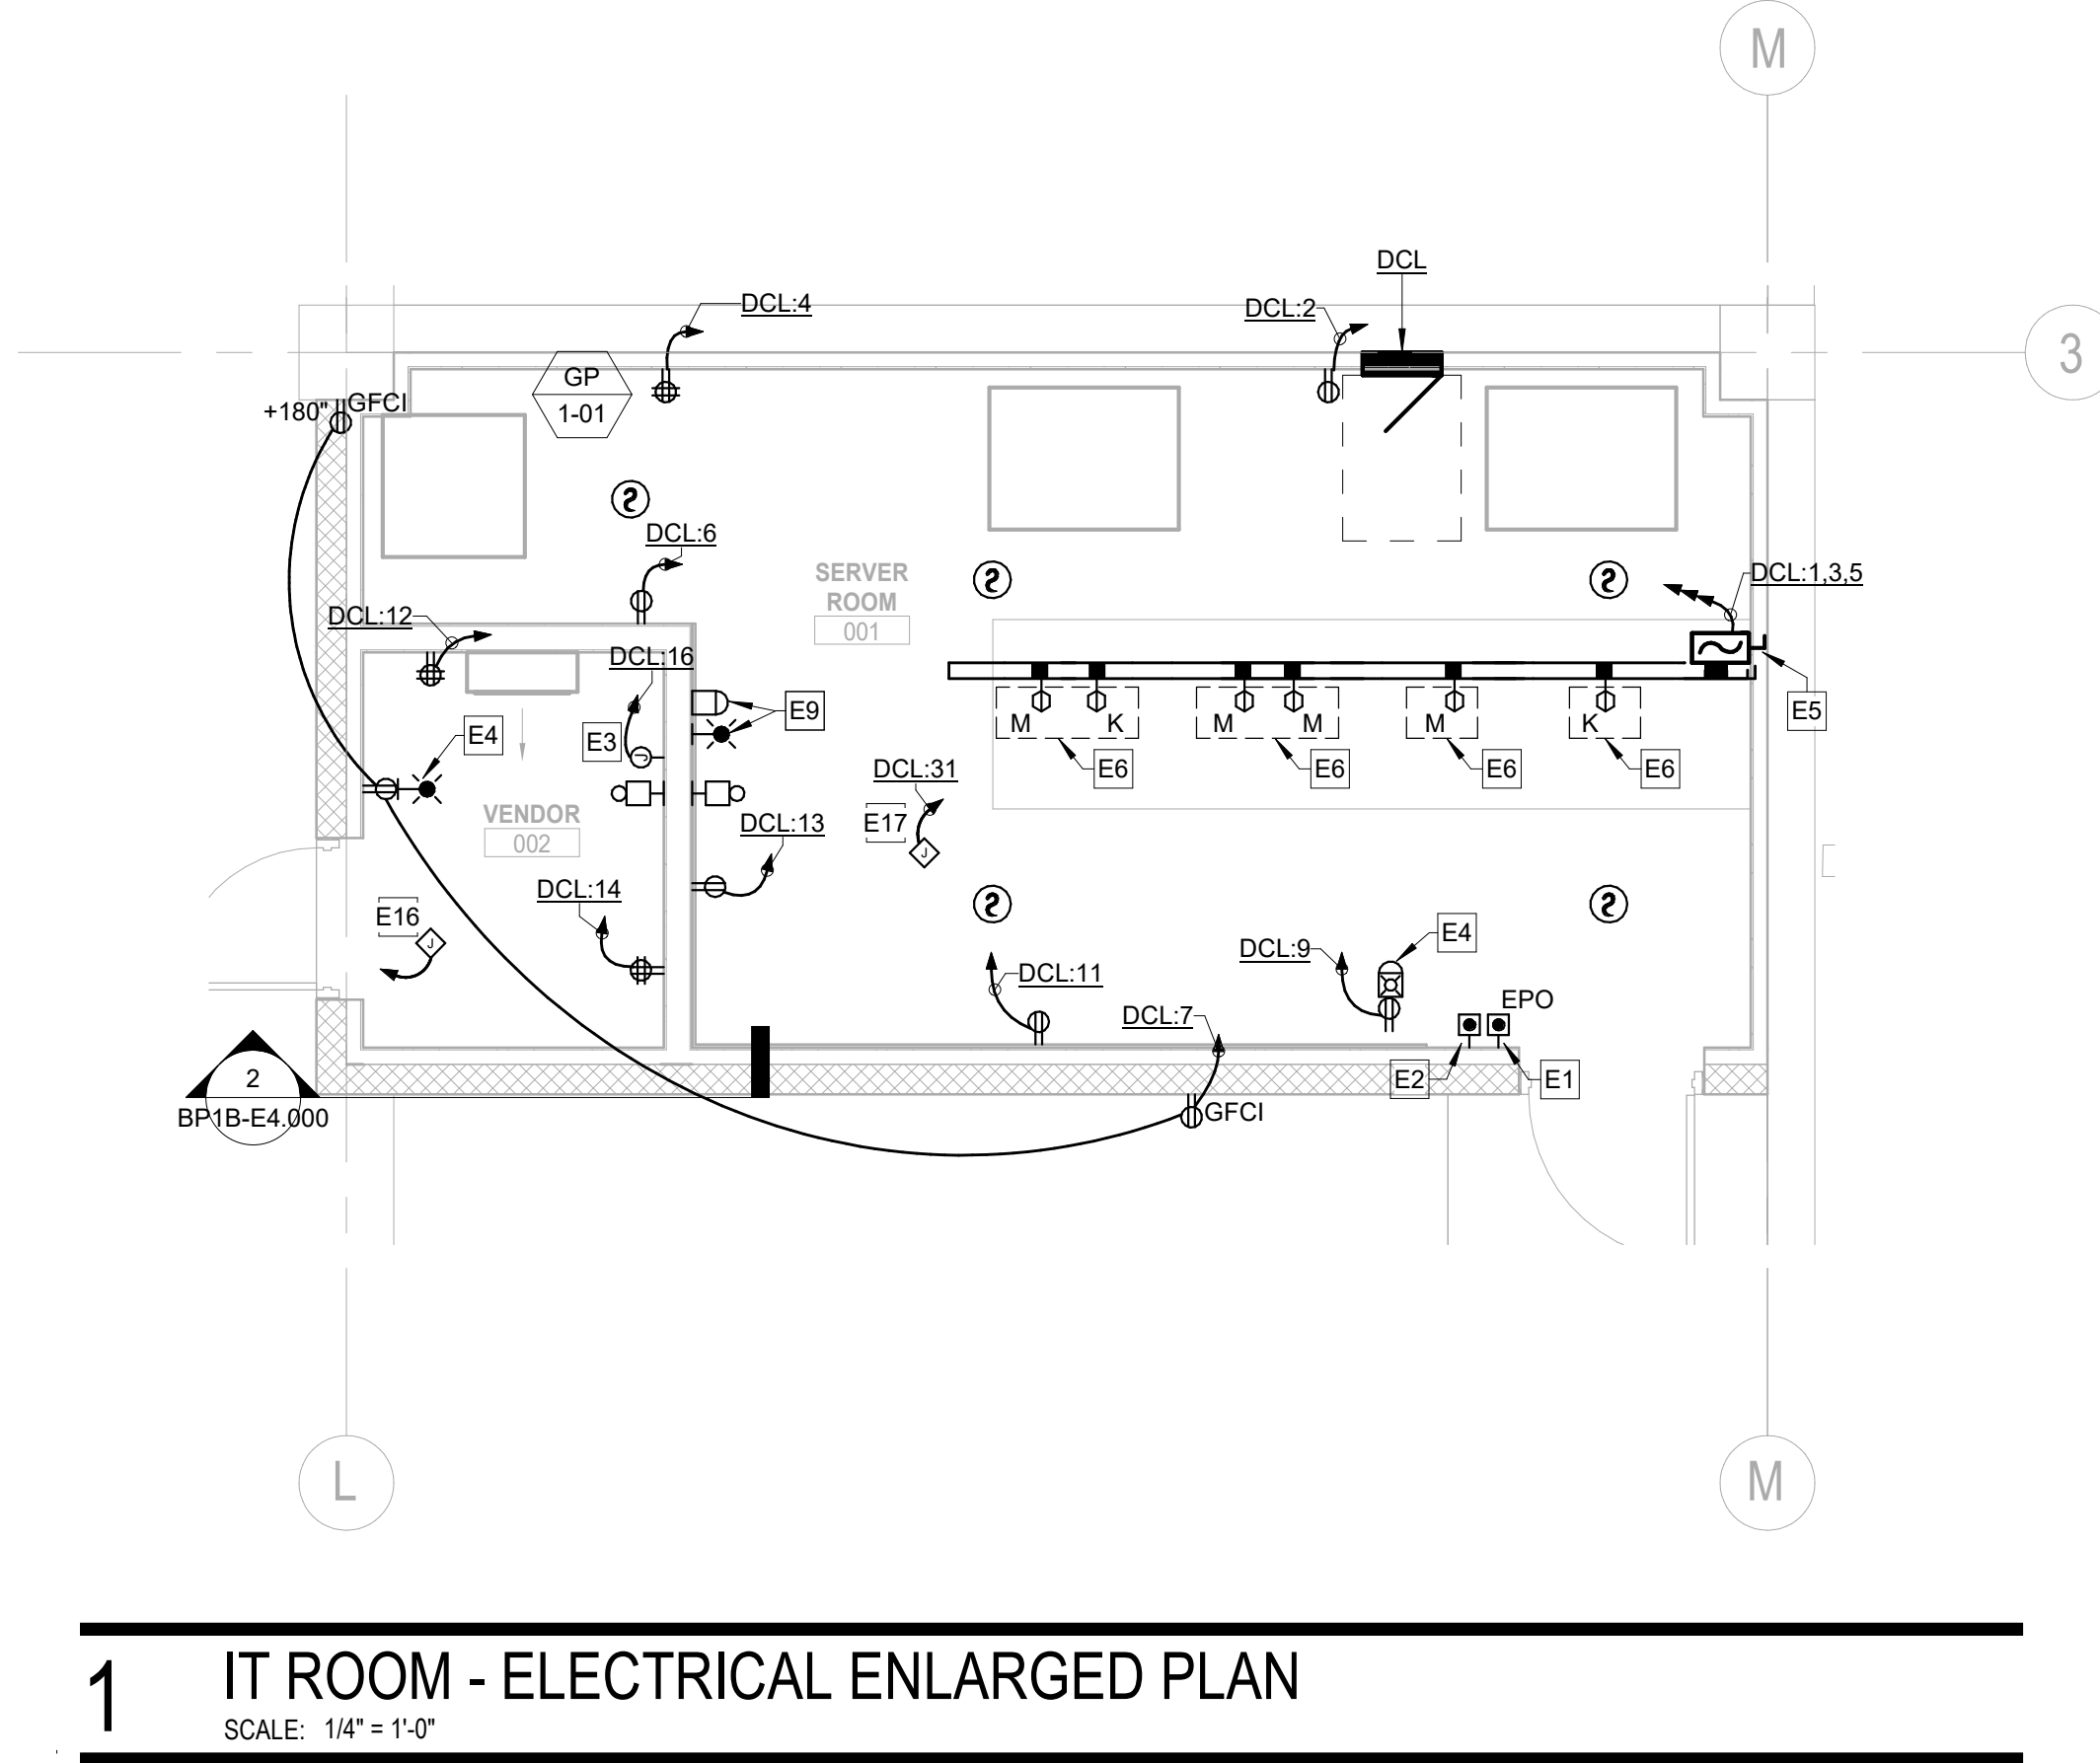 M
DCL
DCL:4
DCL:2
3
GP
1-01
+180"
GFCI
DCL:6
SERVER
ROOM
001
DCL:1,3,5
DCL:12
DCL:16
E9
E5
M
K
M
M
M
K
E4
E3
E6
E6
E6
E6
DCL:31
VENDOR
002
DCL:13
E17
J
J
DCL:14
E16
J
E4
DCL:9
DCL:11
EPO
DCL:7
2
E2
E1
BP1B-E4.000
GFCI
L
M
1
IT ROOM - ELECTRICAL ENLARGED PLAN
SCALE: 1/4" = 1'-0"